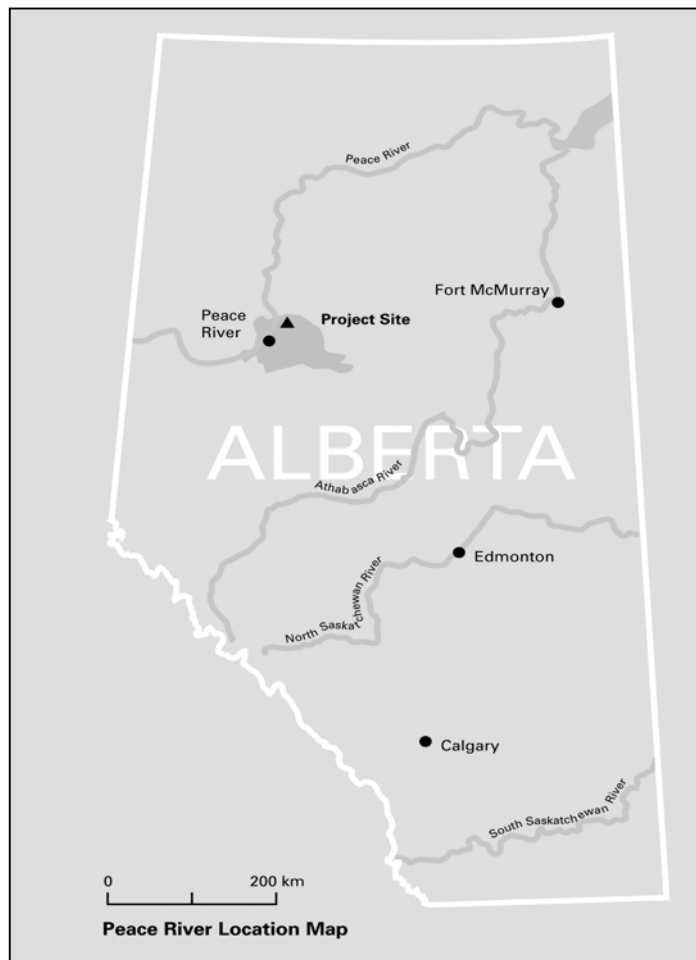 Peace River
Fort McMurray
Peace
River
Project Site
ALBERTA
Athabasca River
Edmonton
North Saskatchewan River
Calgary
South Saskatchewan River
0 200 km
Peace River Location Map